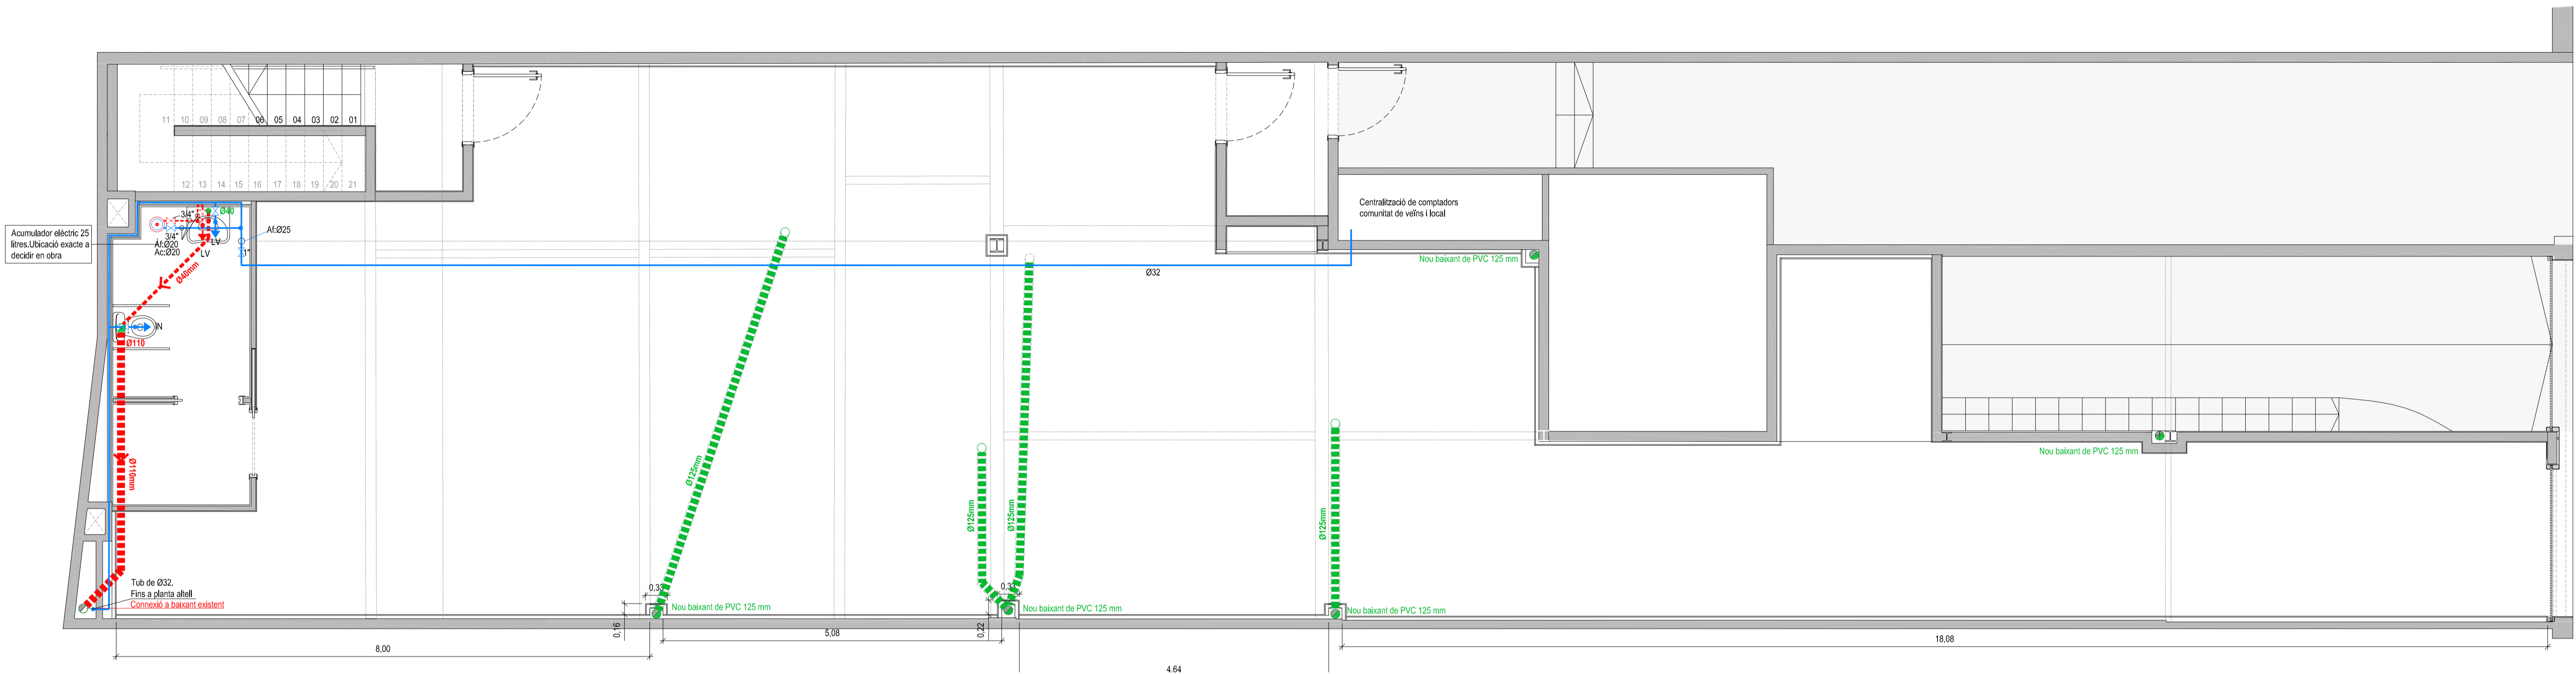 11 10 09 08 07 06 05 04 03 02 01
12 13 14 15 16 17 18 19 20 21
Centralització de comptadors
comunitat de veïns i local
Acumulador elèctric 25
litres.Ubicació exacte a
decidir en obra
3/4"
Ø40
3/4"
Af:Ø20
Ac:Ø20
LV
LV
Af:Ø25
1"
Ø40mm
Ø32
Nou baixant de PVC 125 mm
IN
Ø110
Ø110mm
Ø125mm
Ø125mm
Ø125mm
Ø125mm
Nou baixant de PVC 125 mm
Tub de Ø32.
Fins a planta altell
Connexió a baixant existent
0,33
Nou baixant de PVC 125 mm
0,33
Nou baixant de PVC 125 mm
Nou baixant de PVC 125 mm
0,16
0,22
8,00
5,08
4.64
18,08